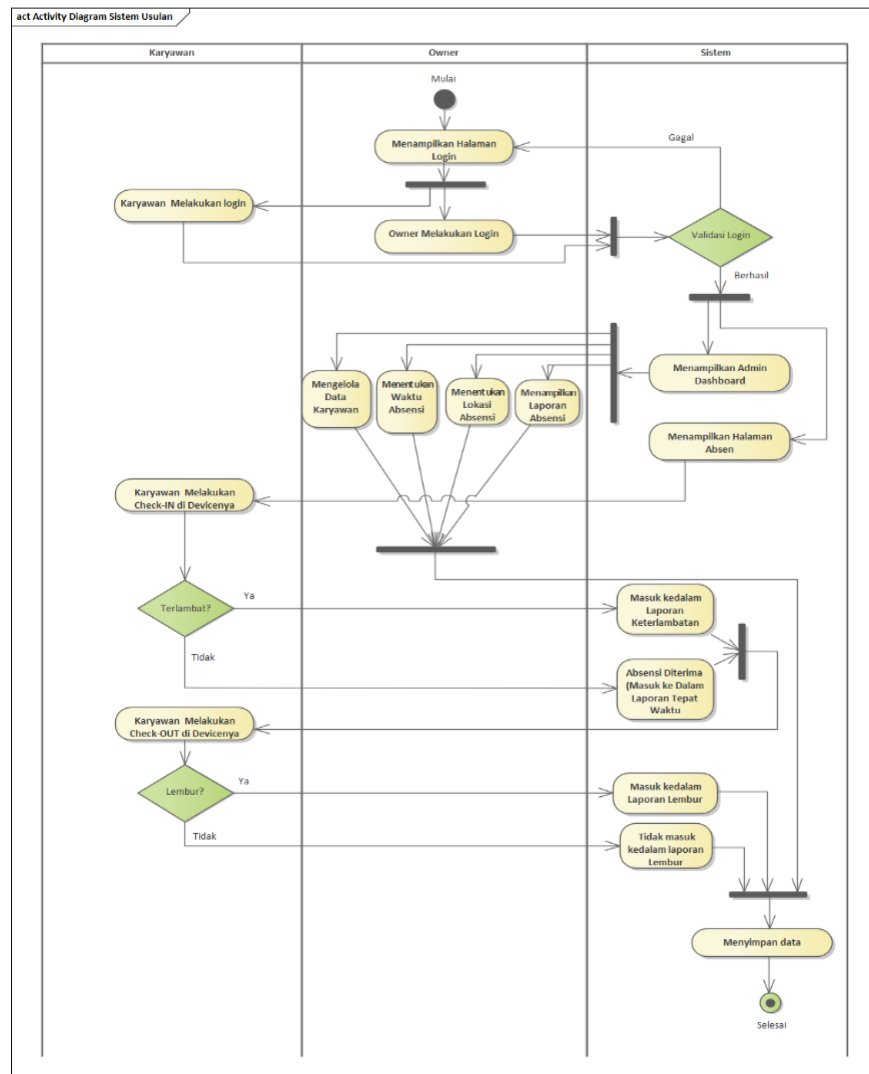 act Activity Diagram Sistem Usulan
Karyawan
Owner
Sistem
Mulai
Menampilkan Halaman
Login
Gagal
Karyawan Melakukan login
Owner Melakukan Login
Validasi Login
Berhasil
Menampilkan Admin
Dashboard
Mengelola
Data
Karyawan
Menentukan
Waktu
Absensi
Menentukan
Lokasi
Absensi
Menampilkan
Laporan
Absensi
Menampilkan Halaman
Absen
Karyawan Melakukan
Check-IN di Devicenya
Terlambat?
Ya
Masuk kedalam
Laporan
Keterlambatan
Tidak
Absensi Diterima
(Masuk ke Dalam
Laporan Tepat
Waktu
Karyawan Melakukan
Check-OUT di Devicenya
Lembur?
Ya
Masuk kedalam
Laporan Lembur
Tidak
Tidak masuk
kedalam laporan
Lembur
Menyimpan data
Selesai